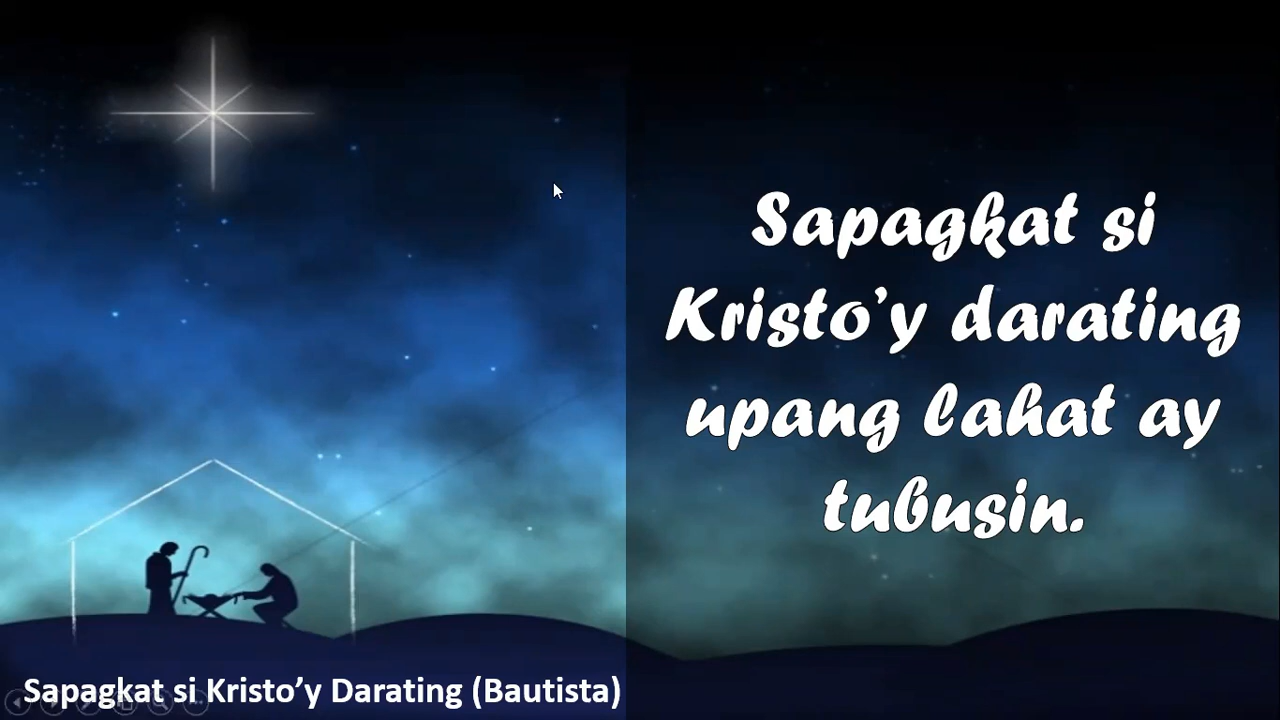 Sapagkat si
Kristo’y darating
upang lahat ay
tubusin.
Sapagkat si Kristo’y Darating (Bautista)